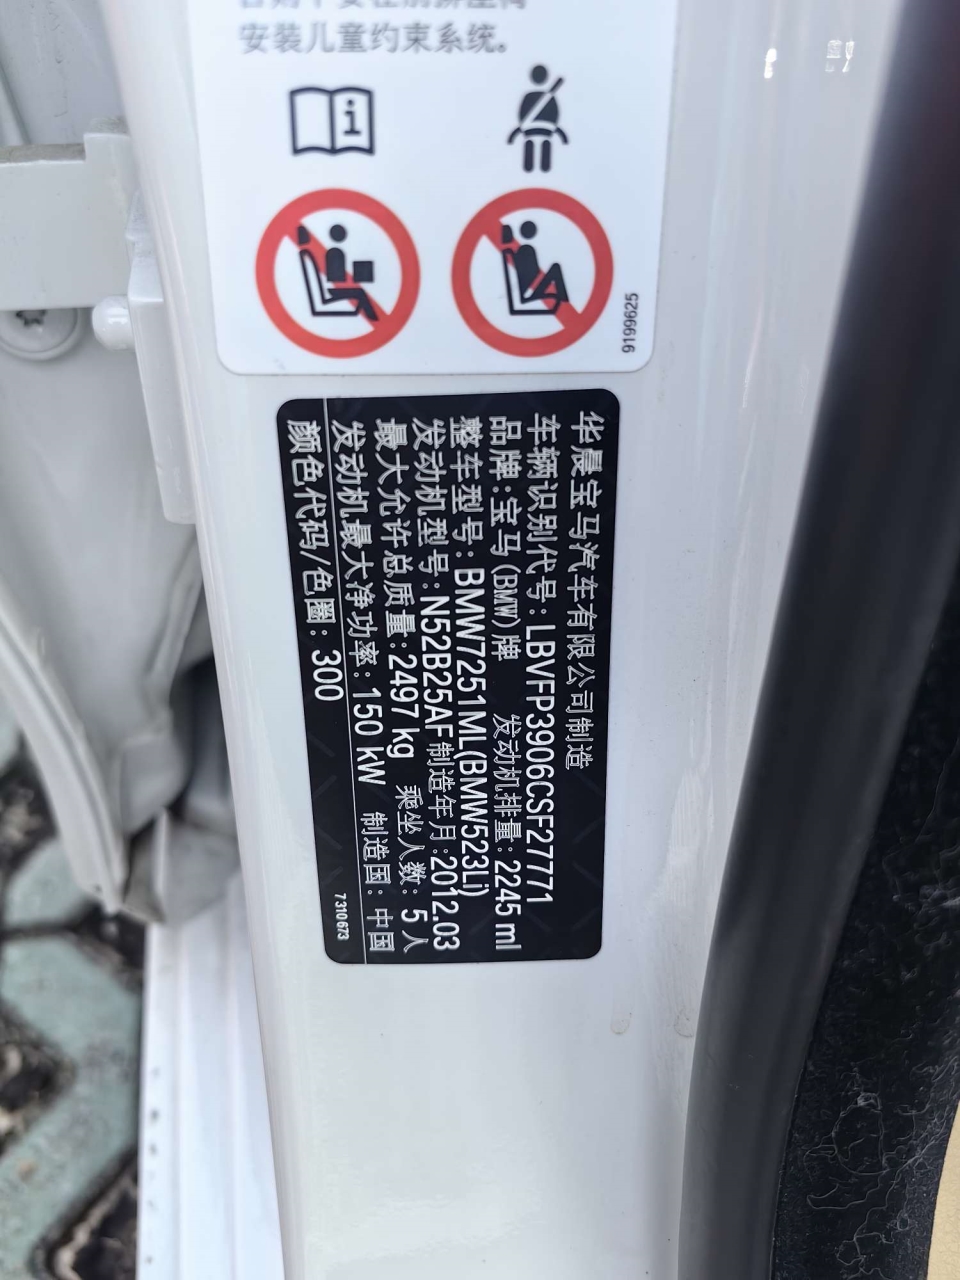 安装儿童约束系统。
9199625
华晨宝马汽车有限公司制造
车辆识别代号: LBVFP3906CSF27771
品牌:宝马(BMW)牌 发动机排量: 2245 ml
整车型号: BMW7251ML(BMW523Li)
发动机型号: N52B25AF 制造年月:2012.03
最大允许总质量: 2497 kg 乘坐人数: 5 人
发动机最大净功率: 150 kW 制造国: 中国
颜色代码/色圈: 300
7310673